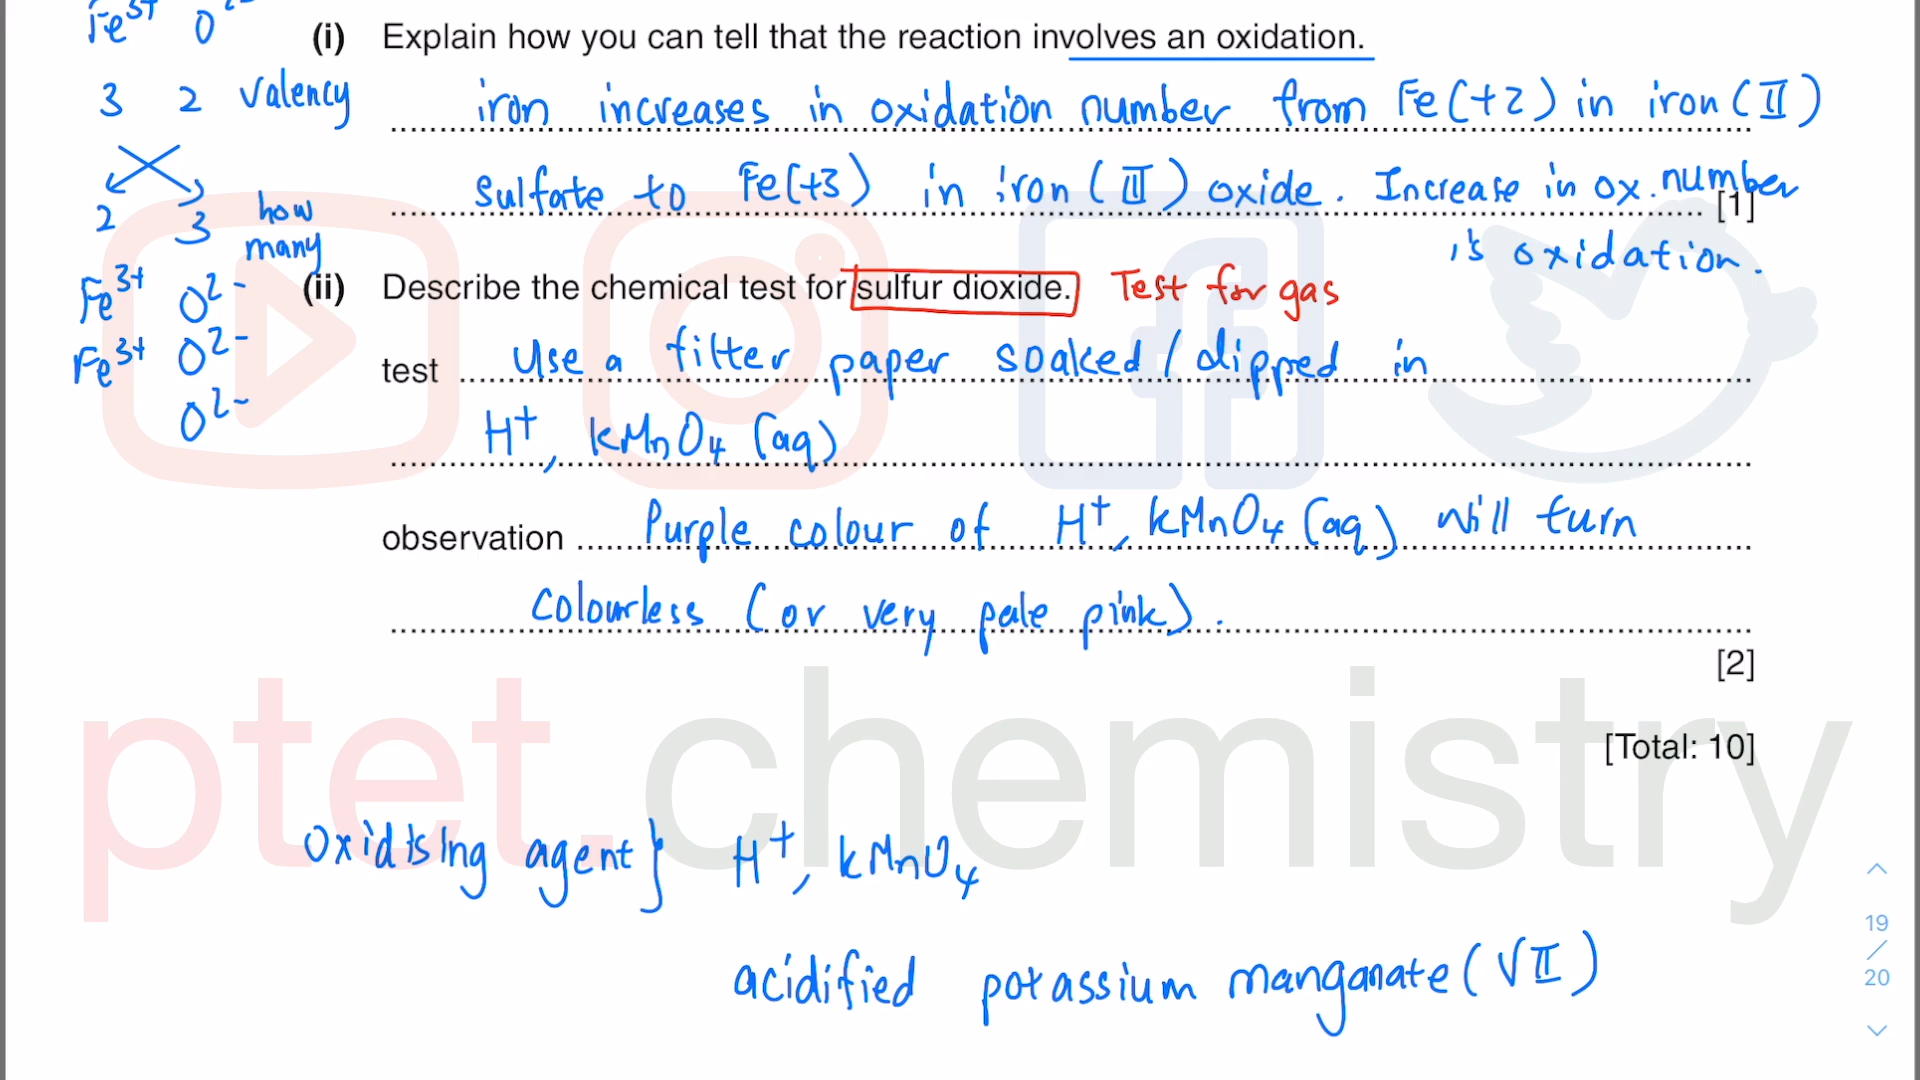 Fe3+ O2-
(i) Explain how you can tell that the reaction involves an oxidation.
3 2 valency
iron increases in oxidation number from Fe(+2) in iron(II)
sulfate to Fe(+3) in iron(III) oxide. Increase in ox. number [1]
is oxidation.
2 3 how many
Fe3+ O2-
Fe3+ O2-
O2-
(ii) Describe the chemical test for sulfur dioxide. Test for gas
test Use a filter paper soaked/dipped in
H+, KMnO4 (aq)
observation Purple colour of H+, KMnO4 (aq) will turn
colourless (or very pale pink).
[2]
ptet.chemistry
[Total: 10]
oxidising agent} H+, KMnO4
acidified potassium manganate(VII)
19
/
20